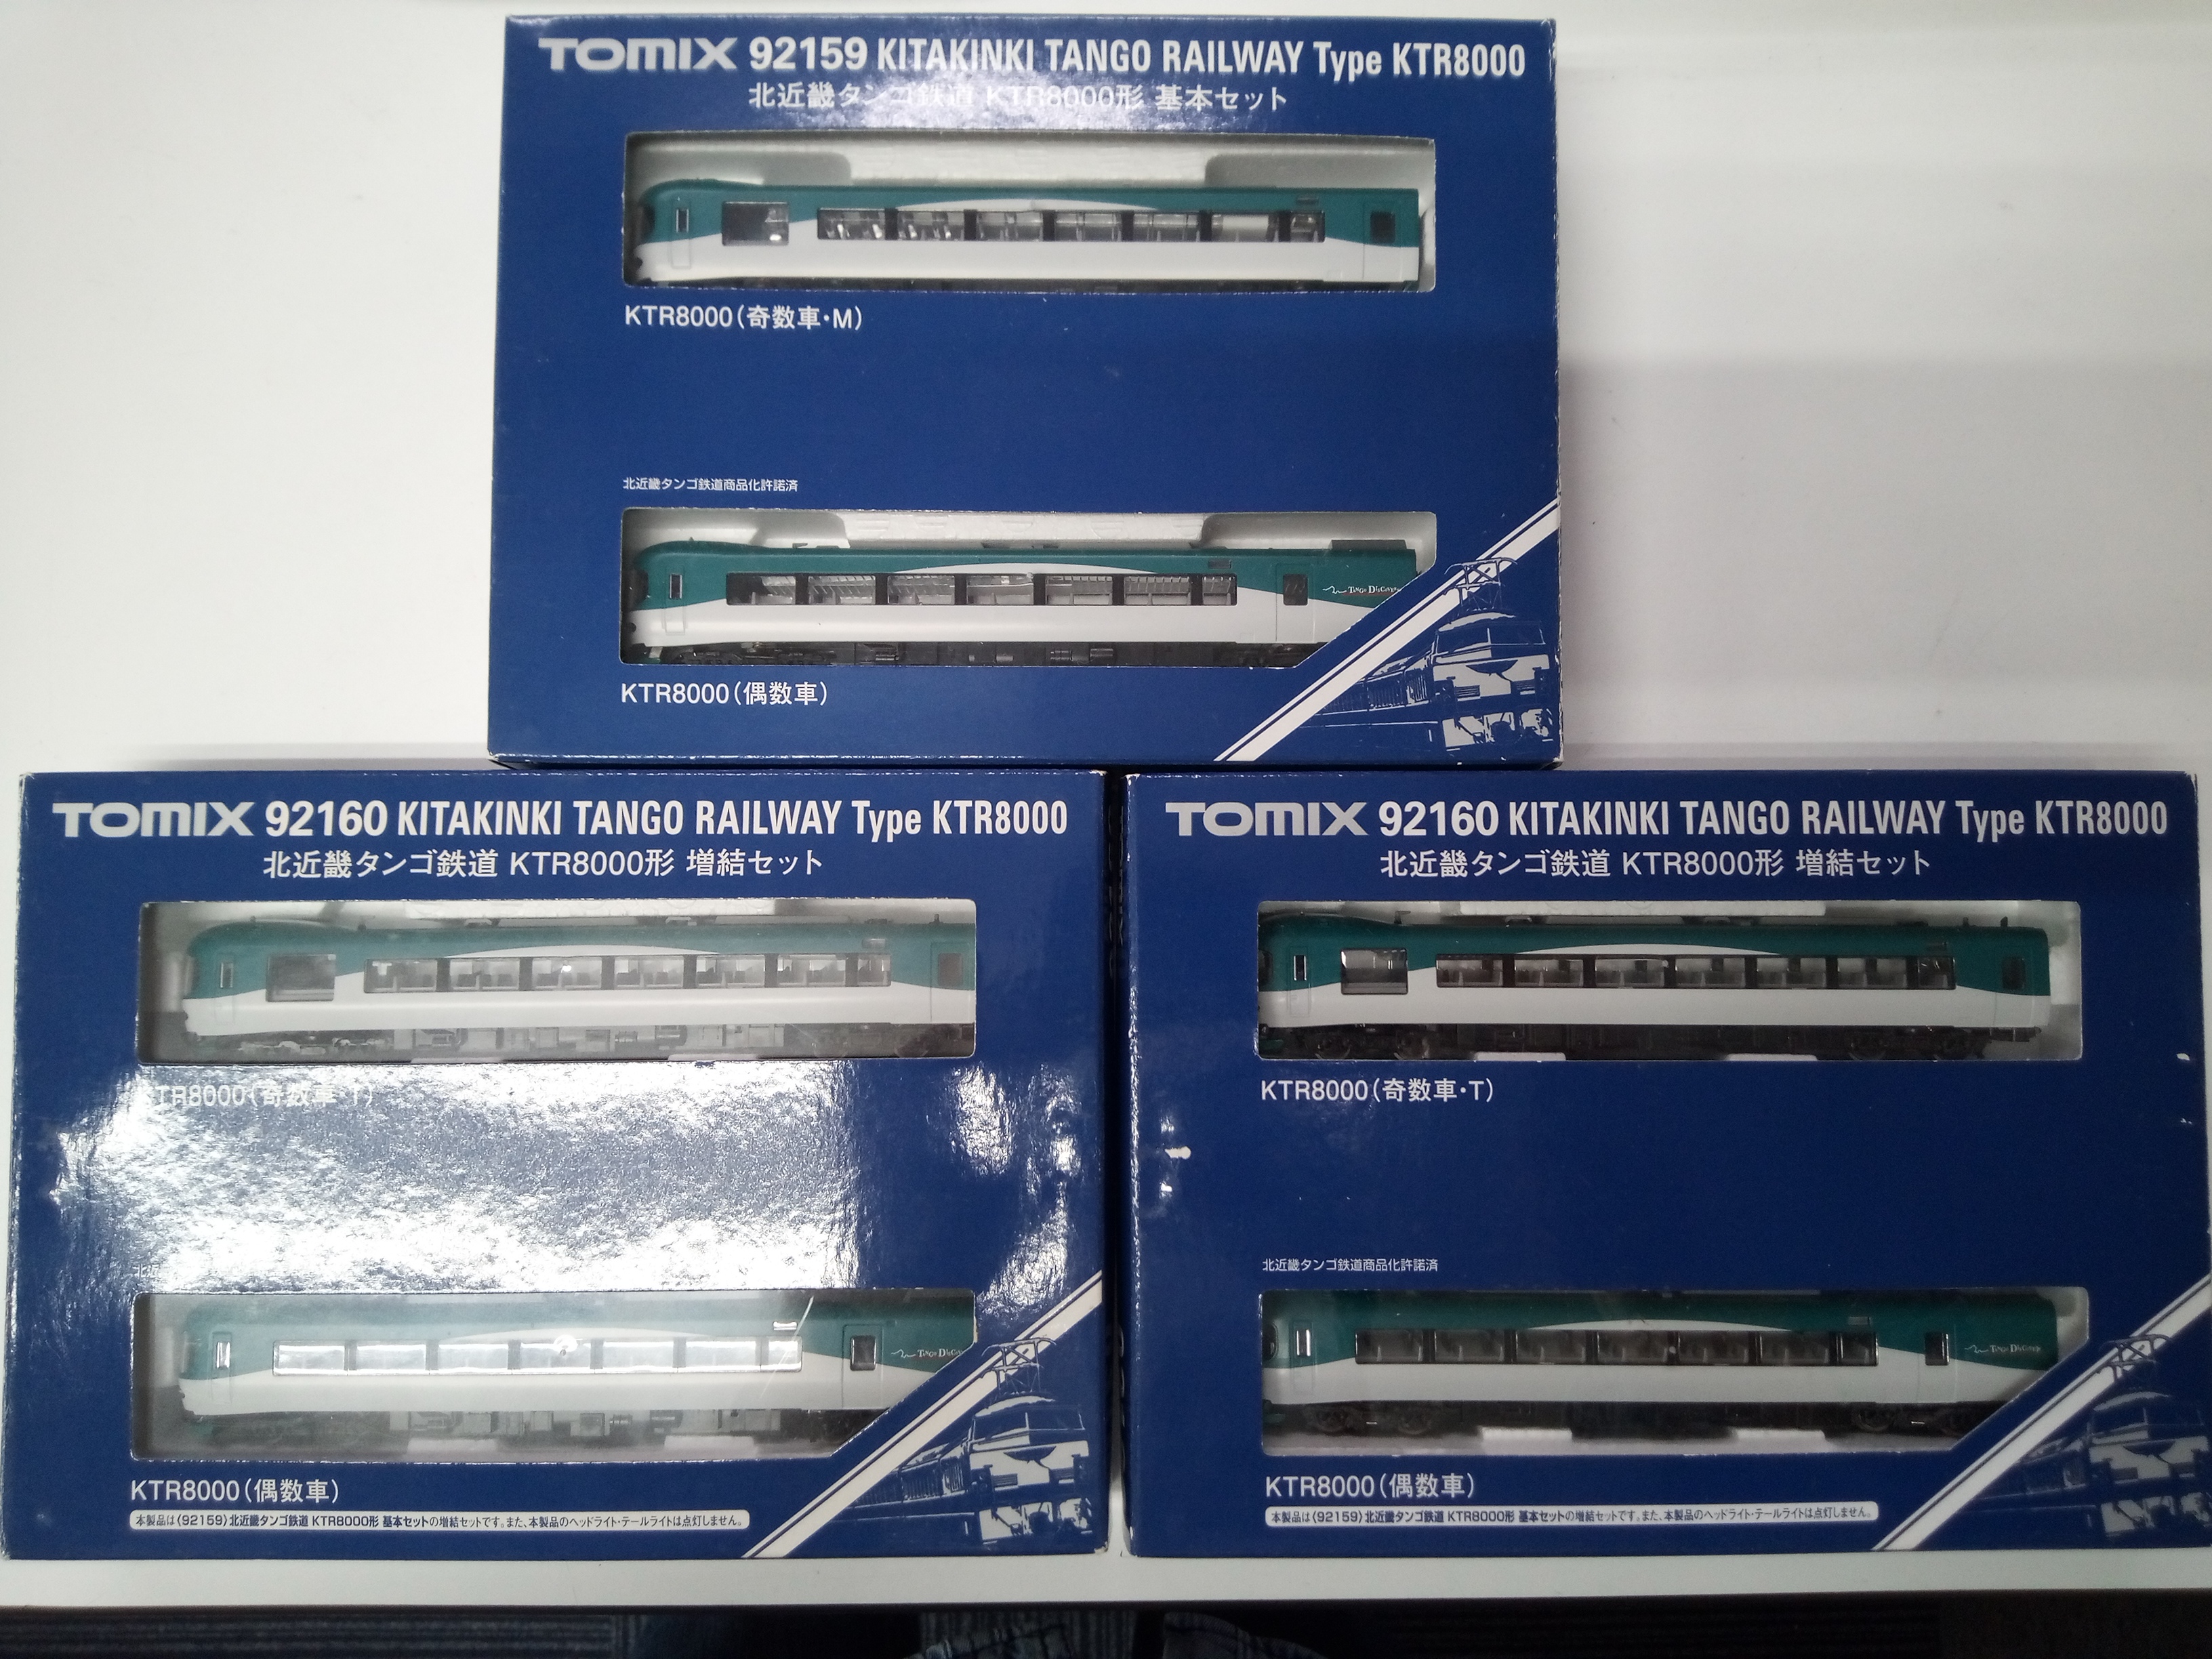 TOMIX 92159 KITAKINKI TANGO RAILWAY Type KTR8000
北近畿タンゴ鉄道 KTR8000形 基本セット
KTR8000(奇数車・M)
北近畿タンゴ鉄道商品化許諾済
TANGO
KTR8000(偶数車)
TOMIX 92160 KITAKINKI TANGO RAILWAY Type KTR8000
北近畿タンゴ鉄道 KTR8000形 増結セット
KTR8000(奇数車・T)
北近
TANGO
KTR8000(偶数車)
本製品は〈92159〉北近畿タンゴ鉄道 KTR8000形 基本セットの増結セットです。また、本製品のヘッドライト・テールライトは点灯しません。
TOMIX 92160 KITAKINKI TANGO RAILWAY Type KTR8000
北近畿タンゴ鉄道 KTR8000形 増結セット
KTR8000(奇数車・T)
北近畿タンゴ鉄道商品化許諾済
TANGO
KTR8000(偶数車)
本製品は〈92159〉北近畿タンゴ鉄道 KTR8000形 基本セットの増結セットです。また、本製品のヘッドライト・テールライトは点灯しません。